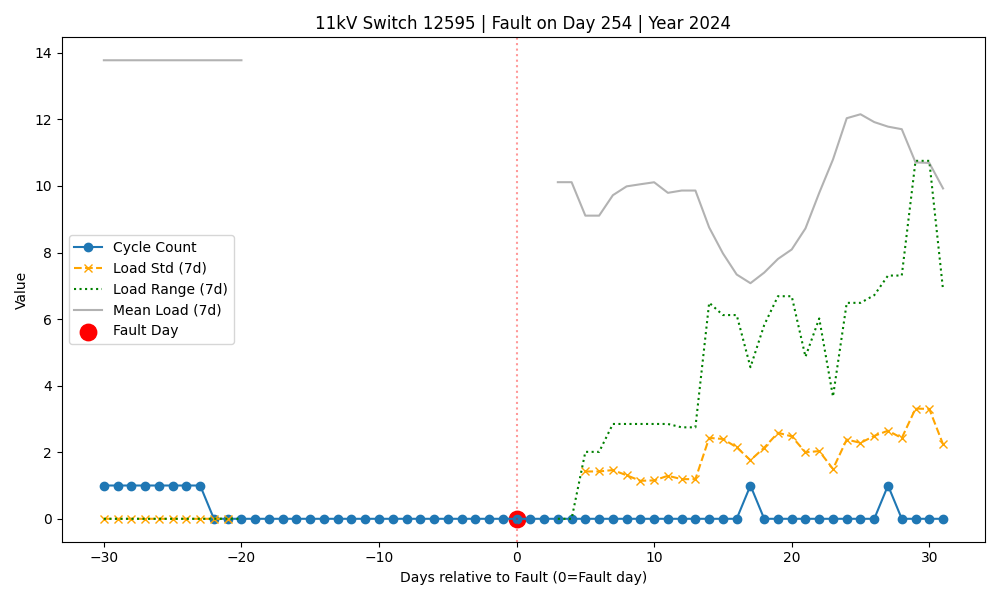 11kV Switch 12595 | Fault on Day 254 | Year 2024
14
12
10
8
6
4
2
0
Value
Cycle Count
Load Std (7d)
Load Range (7d)
Mean Load (7d)
Fault Day
−30
−20
−10
0
10
20
30
Days relative to Fault (0=Fault day)